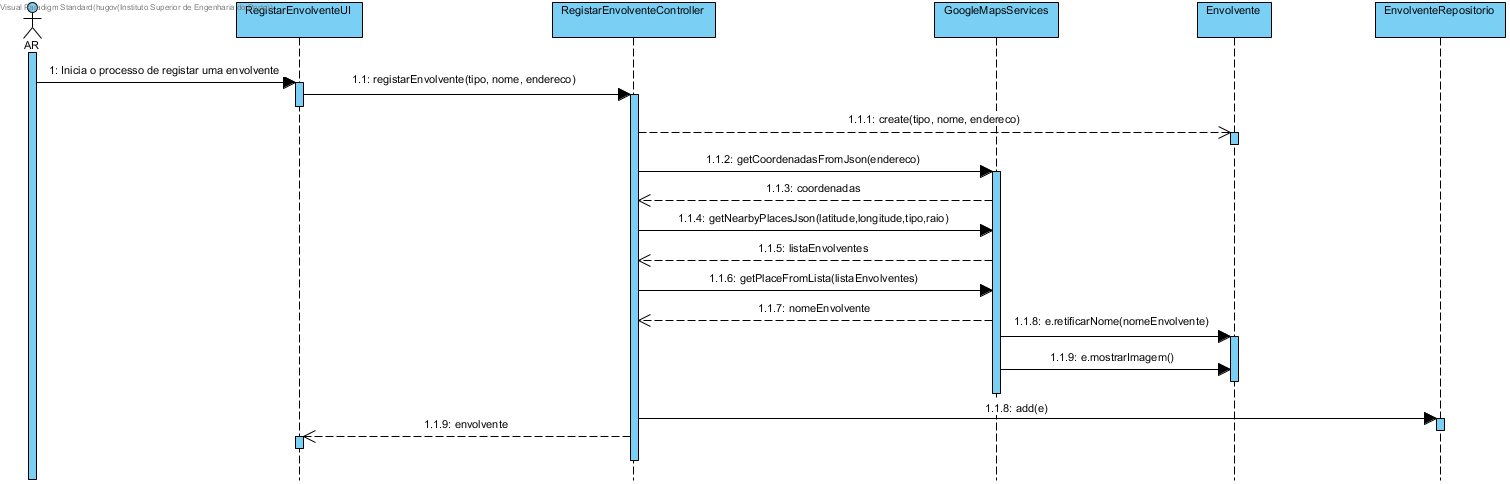 Visual Paradigm Standard(hugov(Instituto Superior de Engenharia do
AR
RegistarEnvolventeUI
RegistarEnvolventeController
GoogleMapsServices
Envolvente
EnvolventeRepositorio
1: Inicia o processo de registar uma envolvente
1.1: registarEnvolvente(tipo, nome, endereco)
1.1.1: create(tipo, nome, endereco)
1.1.2: getCoordenadasFromJson(endereco)
1.1.3: coordenadas
1.1.4: getNearbyPlacesJson(latitude,longitude,tipo,raio)
1.1.5: listaEnvolventes
1.1.6: getPlaceFromLista(listaEnvolventes)
1.1.7: nomeEnvolvente
1.1.8: e.retificarNome(nomeEnvolvente)
1.1.9: e.mostrarImagem()
1.1.8: add(e)
1.1.9: envolvente